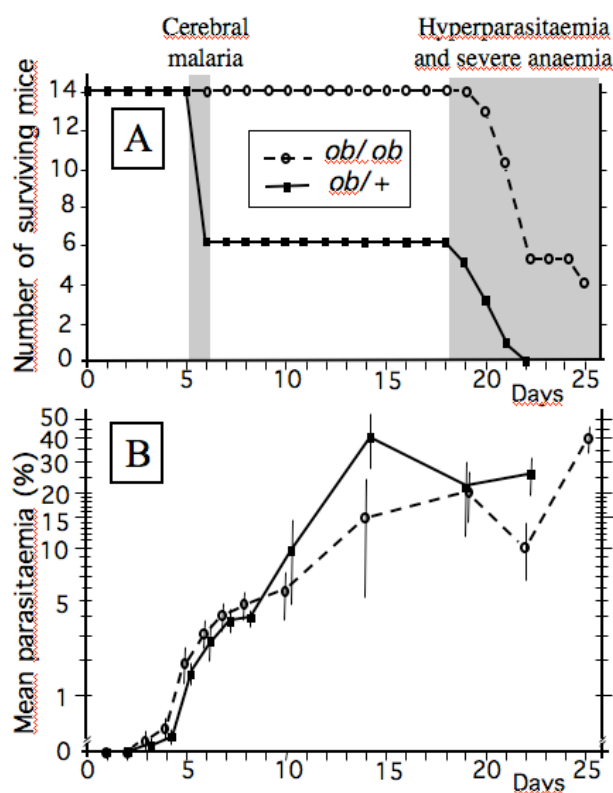 Cerebral
malaria
Hyperparasitaemia
and severe anaemia
Number of surviving mice
14
12
10
8
6
4
2
0
A
ob/ ob
ob/ +
0 5 10 15 20 25
Days
Mean parasitaemia (%)
50
40
30
20
15
10
5
1
0
B
0 5 10 15 20 25
Days